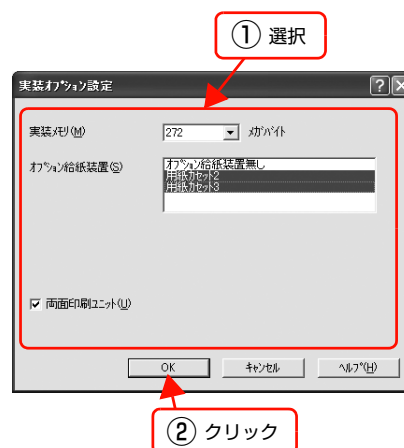 ① 選択
実装ｵﾌﾟｼｮﾝ設定
実装ﾒﾓﾘ(M) 272 ﾒｶﾞﾊﾞｲﾄ
ｵﾌﾟｼｮﾝ給紙装置(S) ｵﾌﾟｼｮﾝ給紙装置無し
用紙ｶｾｯﾄ2
用紙ｶｾｯﾄ3
両面印刷ﾕﾆｯﾄ(U)
OK ｷｬﾝｾﾙ ﾍﾙﾌﾟ(H)
② クリック